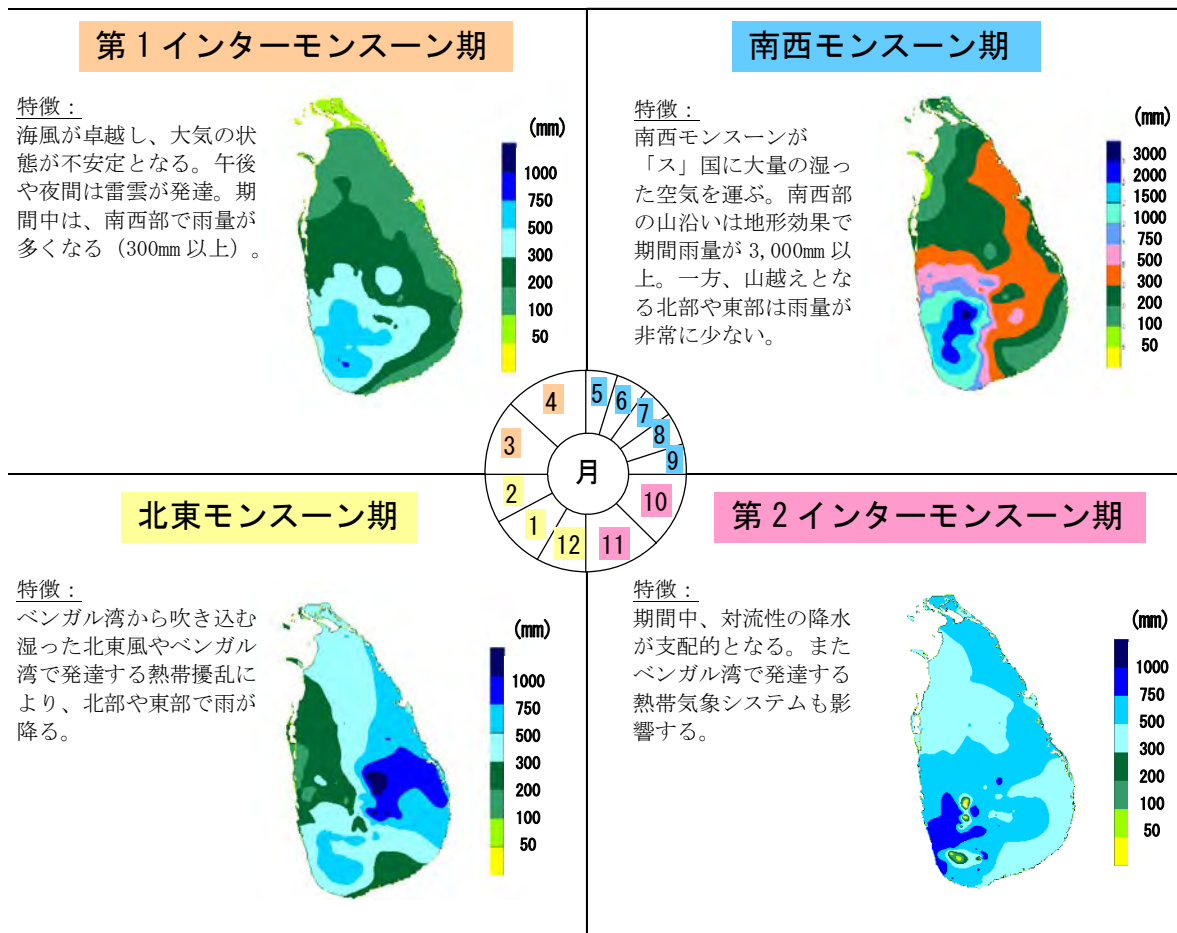 第1インターモンスーン期
特徴：
海風が卓越し、大気の状
態が不安定となる。午後
や夜間は雷雲が発達。期
間中は、南西部で雨量が
多くなる（300mm 以上）。
(mm)
1000
750
500
300
200
100
50
南西モンスーン期
特徴：
南西モンスーンが
「ス」国に大量の湿っ
た空気を運ぶ。南西部
の山沿いは地形効果で
期間雨量が 3,000mm 以
上。一方、山越えとな
る北部や東部は雨量が
非常に少ない。
(mm)
3000
2000
1500
1000
750
500
300
200
100
50
月
4
5
6
7
8
9
10
11
12
1
2
3
北東モンスーン期
特徴：
ベンガル湾から吹き込む
湿った北東風やベンガル
湾で発達する熱帯擾乱に
より、北部や東部で雨が
降る。
(mm)
1000
750
500
300
200
100
50
第2インターモンスーン期
特徴：
期間中、対流性の降水
が支配的となる。また
ベンガル湾で発達する
熱帯気象システムも影
響する。
(mm)
1000
750
500
300
200
100
50